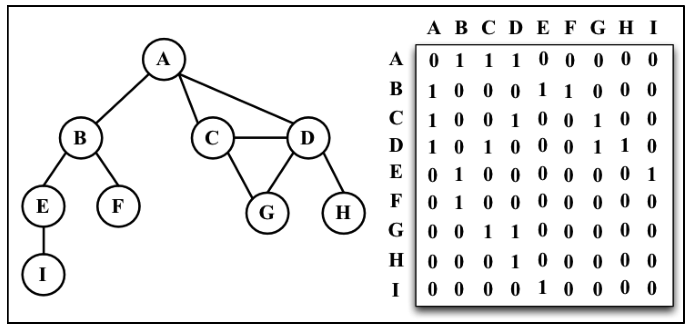 A
B
C
D
E
F
G
H
I
A B C D E F G H I
A 0 1 1 1 0 0 0 0 0
B 1 0 0 0 1 1 0 0 0
C 1 0 0 1 0 0 1 0 0
D 1 0 1 0 0 0 1 1 0
E 0 1 0 0 0 0 0 0 1
F 0 1 0 0 0 0 0 0 0
G 0 0 1 1 0 0 0 0 0
H 0 0 0 1 0 0 0 0 0
I 0 0 0 0 1 0 0 0 0